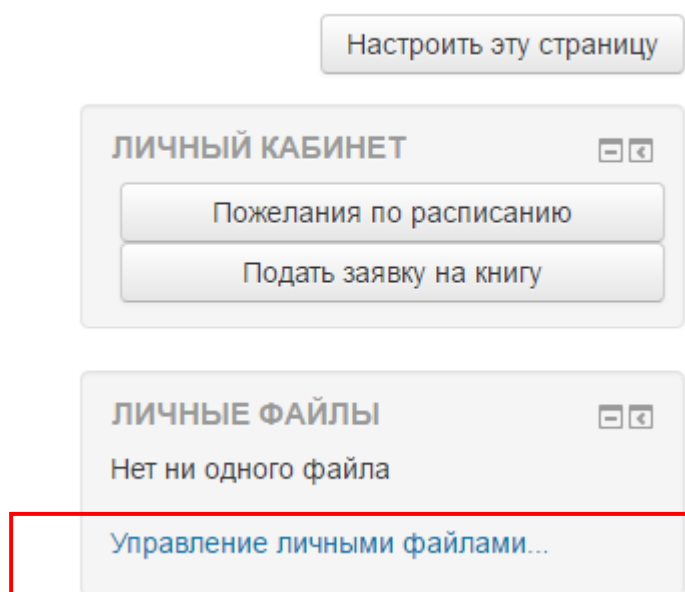 Настроить эту страницу
ЛИЧНЫЙ КАБИНЕТ
Пожелания по расписанию
Подать заявку на книгу
ЛИЧНЫЕ ФАЙЛЫ
Нет ни одного файла
Управление личными файлами...